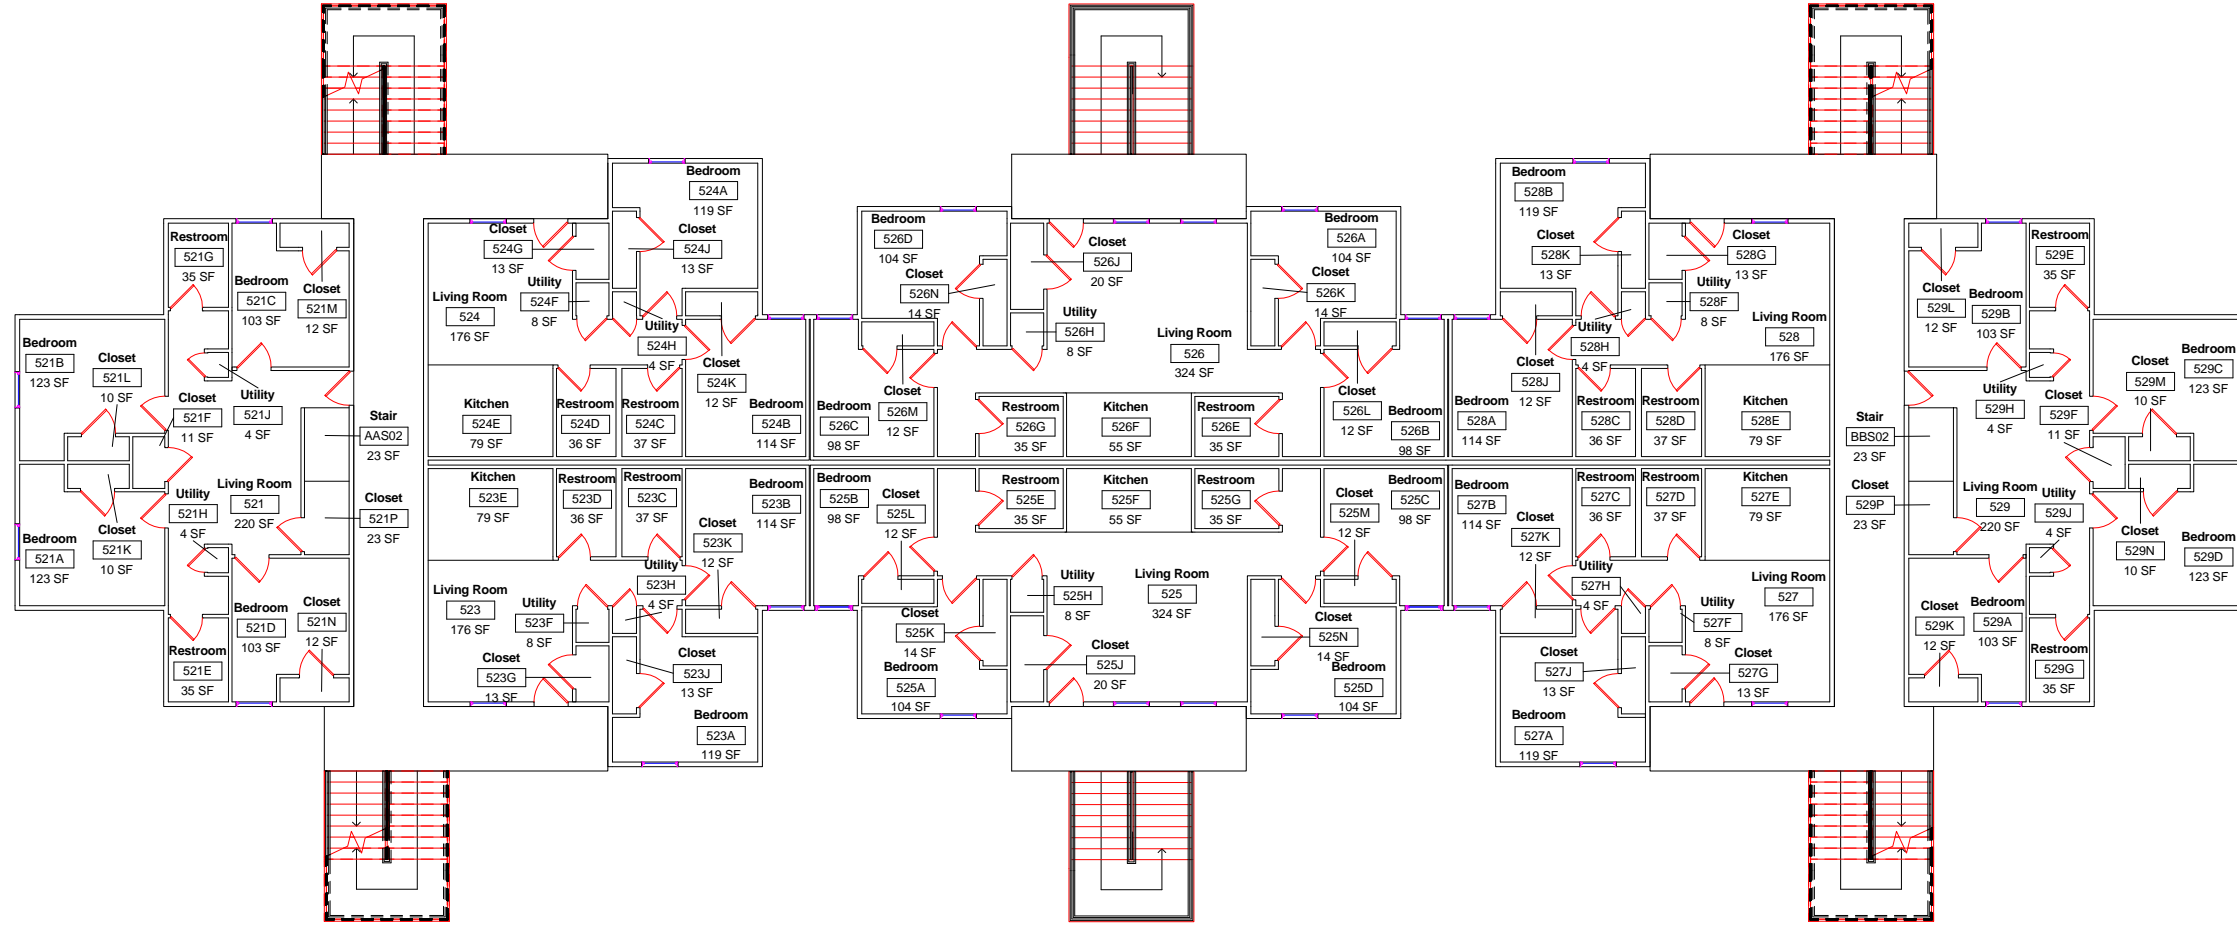 Restroom
521G
35 SF
Bedroom
521C
103 SF
Closet
521M
12 SF
Bedroom
521B
123 SF
Closet
521L
10 SF
Closet
521F
11 SF
Utility
521J
4 SF
Stair
AAS02
23 SF
Closet
521P
23 SF
Living Room
521
220 SF
Utility
521H
4 SF
Closet
521K
10 SF
Bedroom
521A
123 SF
Bedroom
521D
103 SF
Closet
521N
12 SF
Restroom
521E
35 SF
Bedroom
524A
119 SF
Closet
524G
13 SF
Closet
524J
13 SF
Living Room
524
176 SF
Utility
524F
8 SF
Utility
524H
4 SF
Closet
524K
12 SF
Kitchen
524E
79 SF
Restroom
524D
36 SF
Restroom
524C
37 SF
Bedroom
524B
114 SF
Kitchen
523E
79 SF
Restroom
523D
36 SF
Restroom
523C
37 SF
Bedroom
523B
114 SF
Closet
523K
12 SF
Living Room
523
176 SF
Utility
523F
8 SF
Utility
523H
4 SF
Closet
523G
13 SF
Closet
523J
13 SF
Bedroom
523A
119 SF
Bedroom
526D
104 SF
Closet
526N
14 SF
Closet
526J
20 SF
Utility
526H
8 SF
Living Room
526
324 SF
Bedroom
526A
104 SF
Closet
526K
14 SF
Bedroom
526C
98 SF
Closet
526M
12 SF
Restroom
526G
35 SF
Kitchen
526F
55 SF
Restroom
526E
35 SF
Closet
526L
12 SF
Bedroom
526B
98 SF
Bedroom
525B
98 SF
Closet
525L
12 SF
Restroom
525E
35 SF
Kitchen
525F
55 SF
Restroom
525G
35 SF
Closet
525M
12 SF
Bedroom
525C
98 SF
Closet
525K
14 SF
Bedroom
525A
104 SF
Utility
525H
8 SF
Closet
525J
20 SF
Living Room
525
324 SF
Closet
525N
14 SF
Bedroom
525D
104 SF
Bedroom
528B
119 SF
Closet
528K
13 SF
Closet
528G
13 SF
Utility
528F
8 SF
Utility
528H
4 SF
Living Room
528
176 SF
Bedroom
528A
114 SF
Closet
528J
12 SF
Restroom
528C
36 SF
Restroom
528D
37 SF
Kitchen
528E
79 SF
Bedroom
527B
114 SF
Closet
527K
12 SF
Restroom
527C
36 SF
Restroom
527D
37 SF
Kitchen
527E
79 SF
Utility
527H
4 SF
Utility
527F
8 SF
Living Room
527
176 SF
Closet
527J
13 SF
Closet
527G
13 SF
Bedroom
527A
119 SF
Restroom
529E
35 SF
Closet
529L
12 SF
Bedroom
529B
103 SF
Bedroom
529C
123 SF
Closet
529M
10 SF
Utility
529H
4 SF
Closet
529F
11 SF
Stair
BBS02
23 SF
Closet
529P
23 SF
Living Room
529
220 SF
Utility
529J
4 SF
Closet
529N
10 SF
Bedroom
529D
123 SF
Closet
529K
12 SF
Bedroom
529A
103 SF
Restroom
529G
35 SF